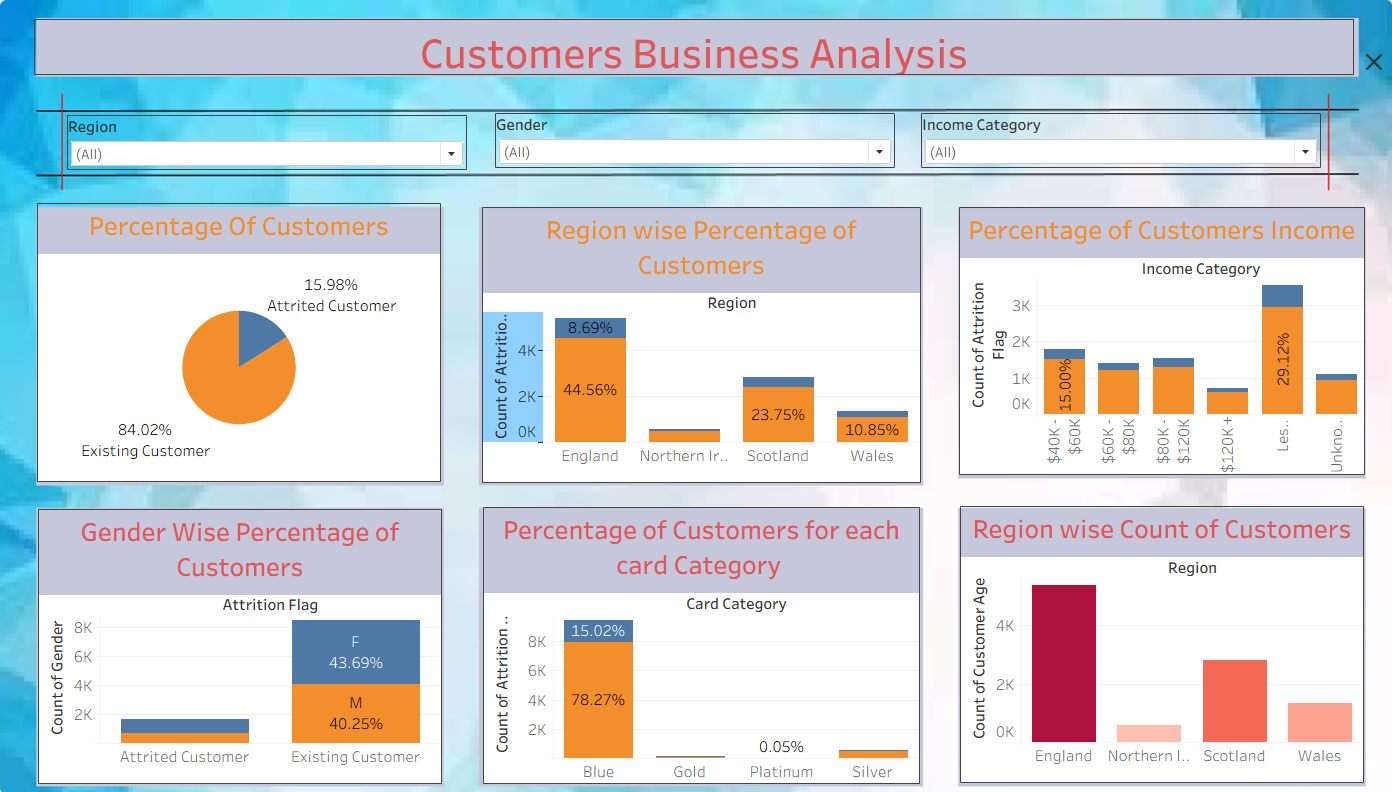 Customers Business Analysis
Region
(All)
Gender
(All)
Income Category
(All)
Percentage Of Customers
15.98%
Attrited Customer
84.02%
Existing Customer
Region wise Percentage of
Customers
Region
Count of Attritio..
4K
2K
0K
8.69%
44.56%
23.75%
10.85%
England
Northern Ir..
Scotland
Wales
Percentage of Customers Income
Income Category
Count of Attrition
Flag
3K
2K
1K
0K
15.00%
29.12%
$40K -
$60K
$60K -
$80K
$80K -
$120K
$120K +
Les..
Unkno..
Gender Wise Percentage of
Customers
Attrition Flag
Count of Gender
8K
6K
4K
2K
F
43.69%
M
40.25%
Attrited Customer
Existing Customer
Percentage of Customers for each
card Category
Card Category
Count of Attrition ..
8K
6K
4K
2K
15.02%
78.27%
0.05%
Blue
Gold
Platinum
Silver
Region wise Count of Customers
Region
Count of Customer Age
4K
2K
0K
England
Northern I..
Scotland
Wales